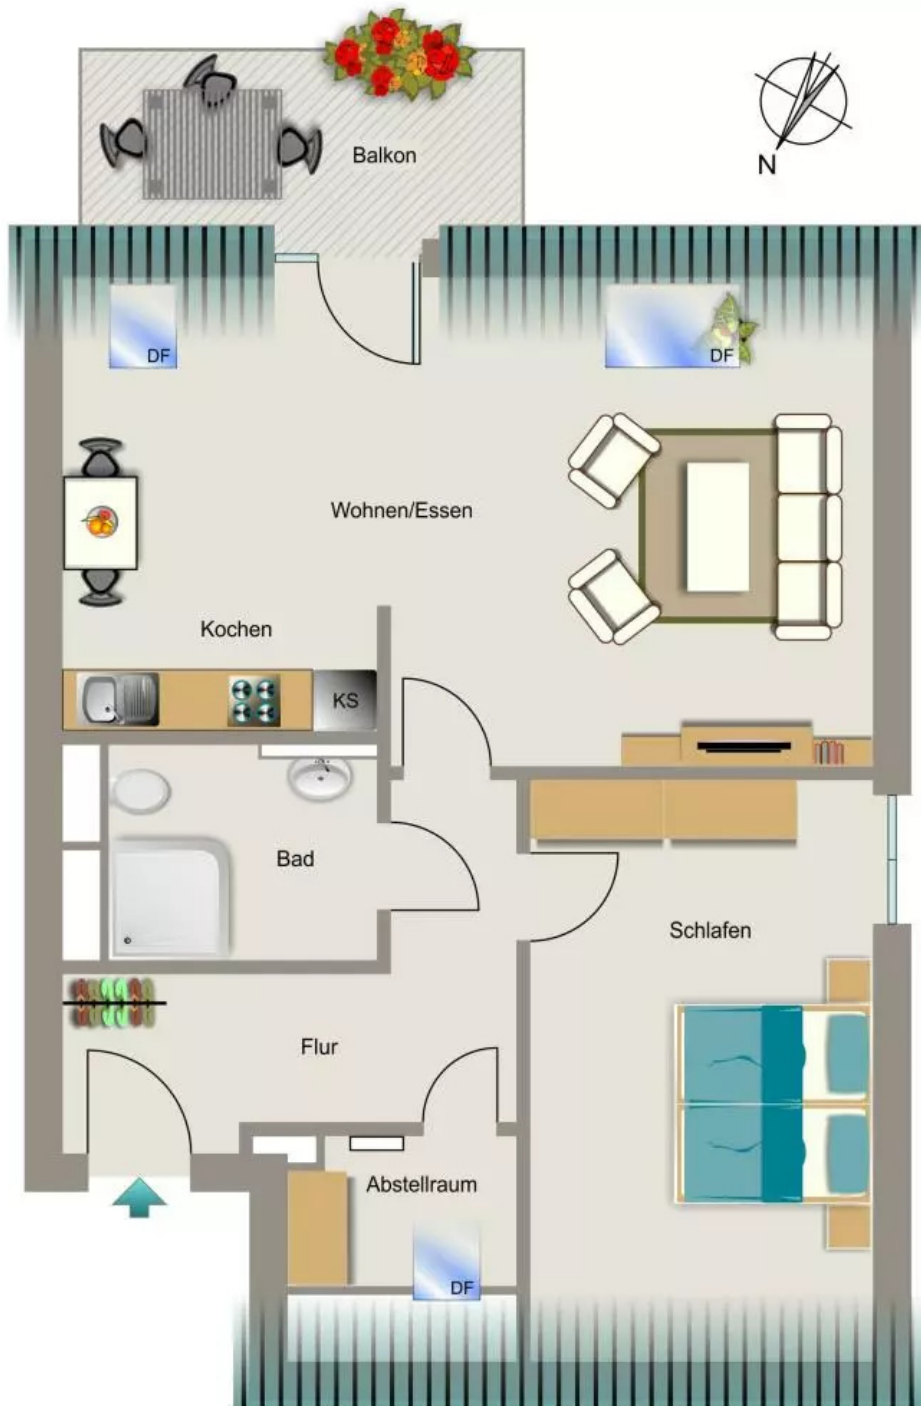 Balkon
N
DF
DF
Wohnen/Essen
Kochen
KS
Bad
Schlafen
Flur
Abstellraum
DF